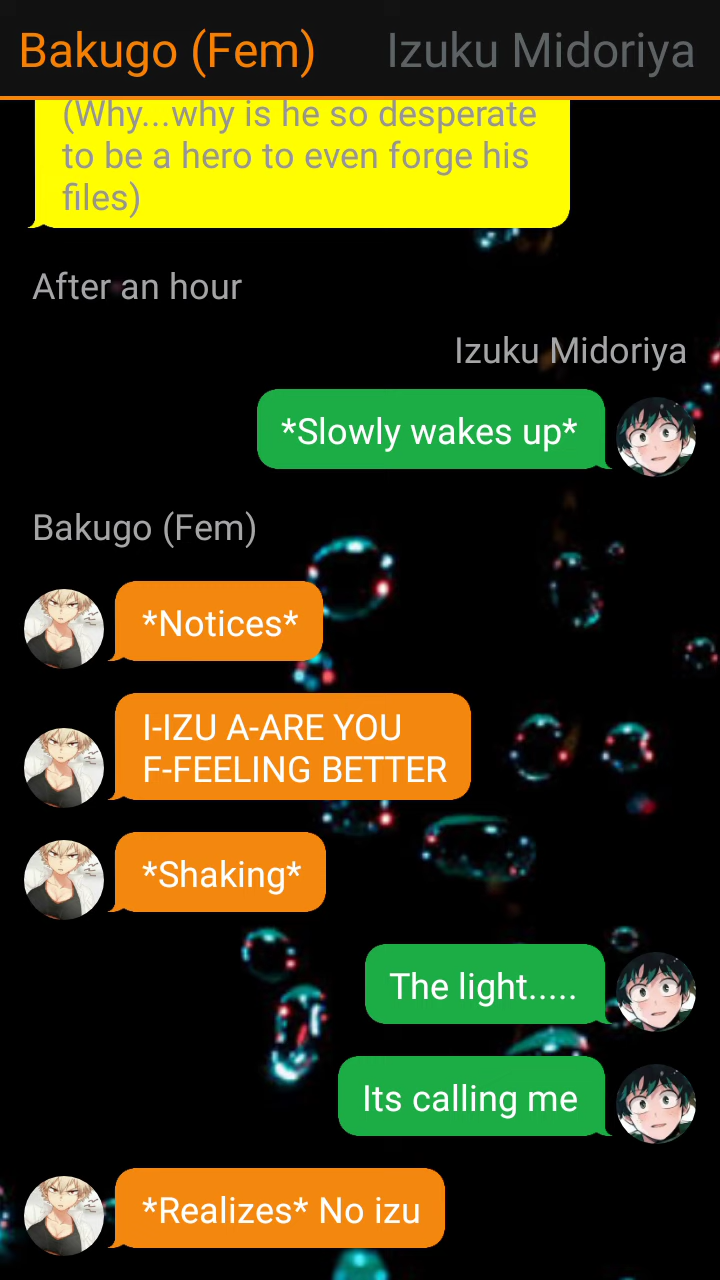 Bakugo (Fem) Izuku Midoriya
(Why...why is he so desperate
to be a hero to even forge his
files)
After an hour
Izuku Midoriya
*Slowly wakes up*
Bakugo (Fem)
*Notices*
I-IZU A-ARE YOU
F-FEELING BETTER
*Shaking*
The light.....
Its calling me
*Realizes* No izu